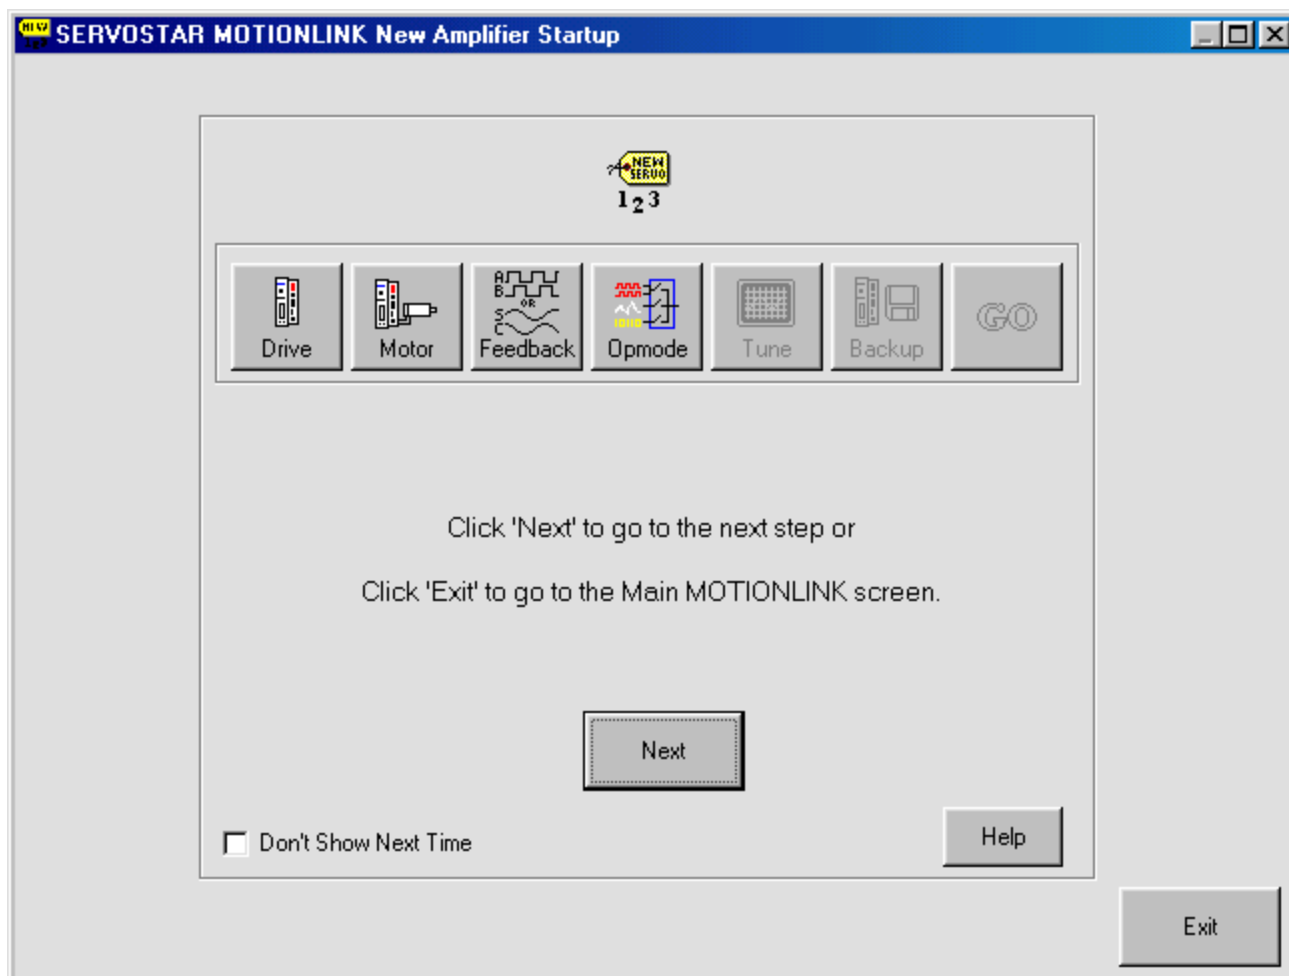 SERVOSTAR MOTIONLINK New Amplifier Startup
NEW
SERVO
1 2 3
A
B
OR
S
C
GO
Drive Motor Feedback Opmode Tune Backup
Click 'Next' to go to the next step or
Click 'Exit' to go to the Main MOTIONLINK screen.
Next
Don't Show Next Time
Help
Exit